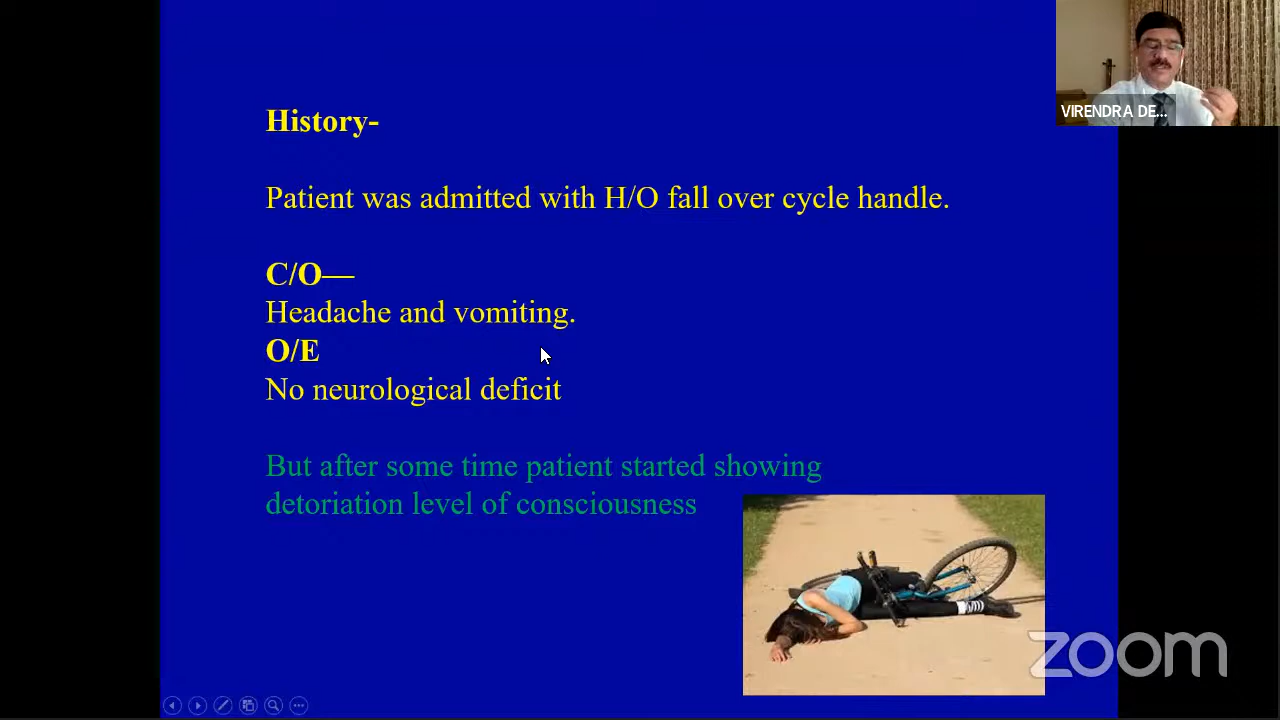 VIRENDRA DE...
History-
Patient was admitted with H/O fall over cycle handle.
C/O—
Headache and vomiting.
O/E
No neurological deficit
But after some time patient started showing
detoriation level of consciousness
zoom